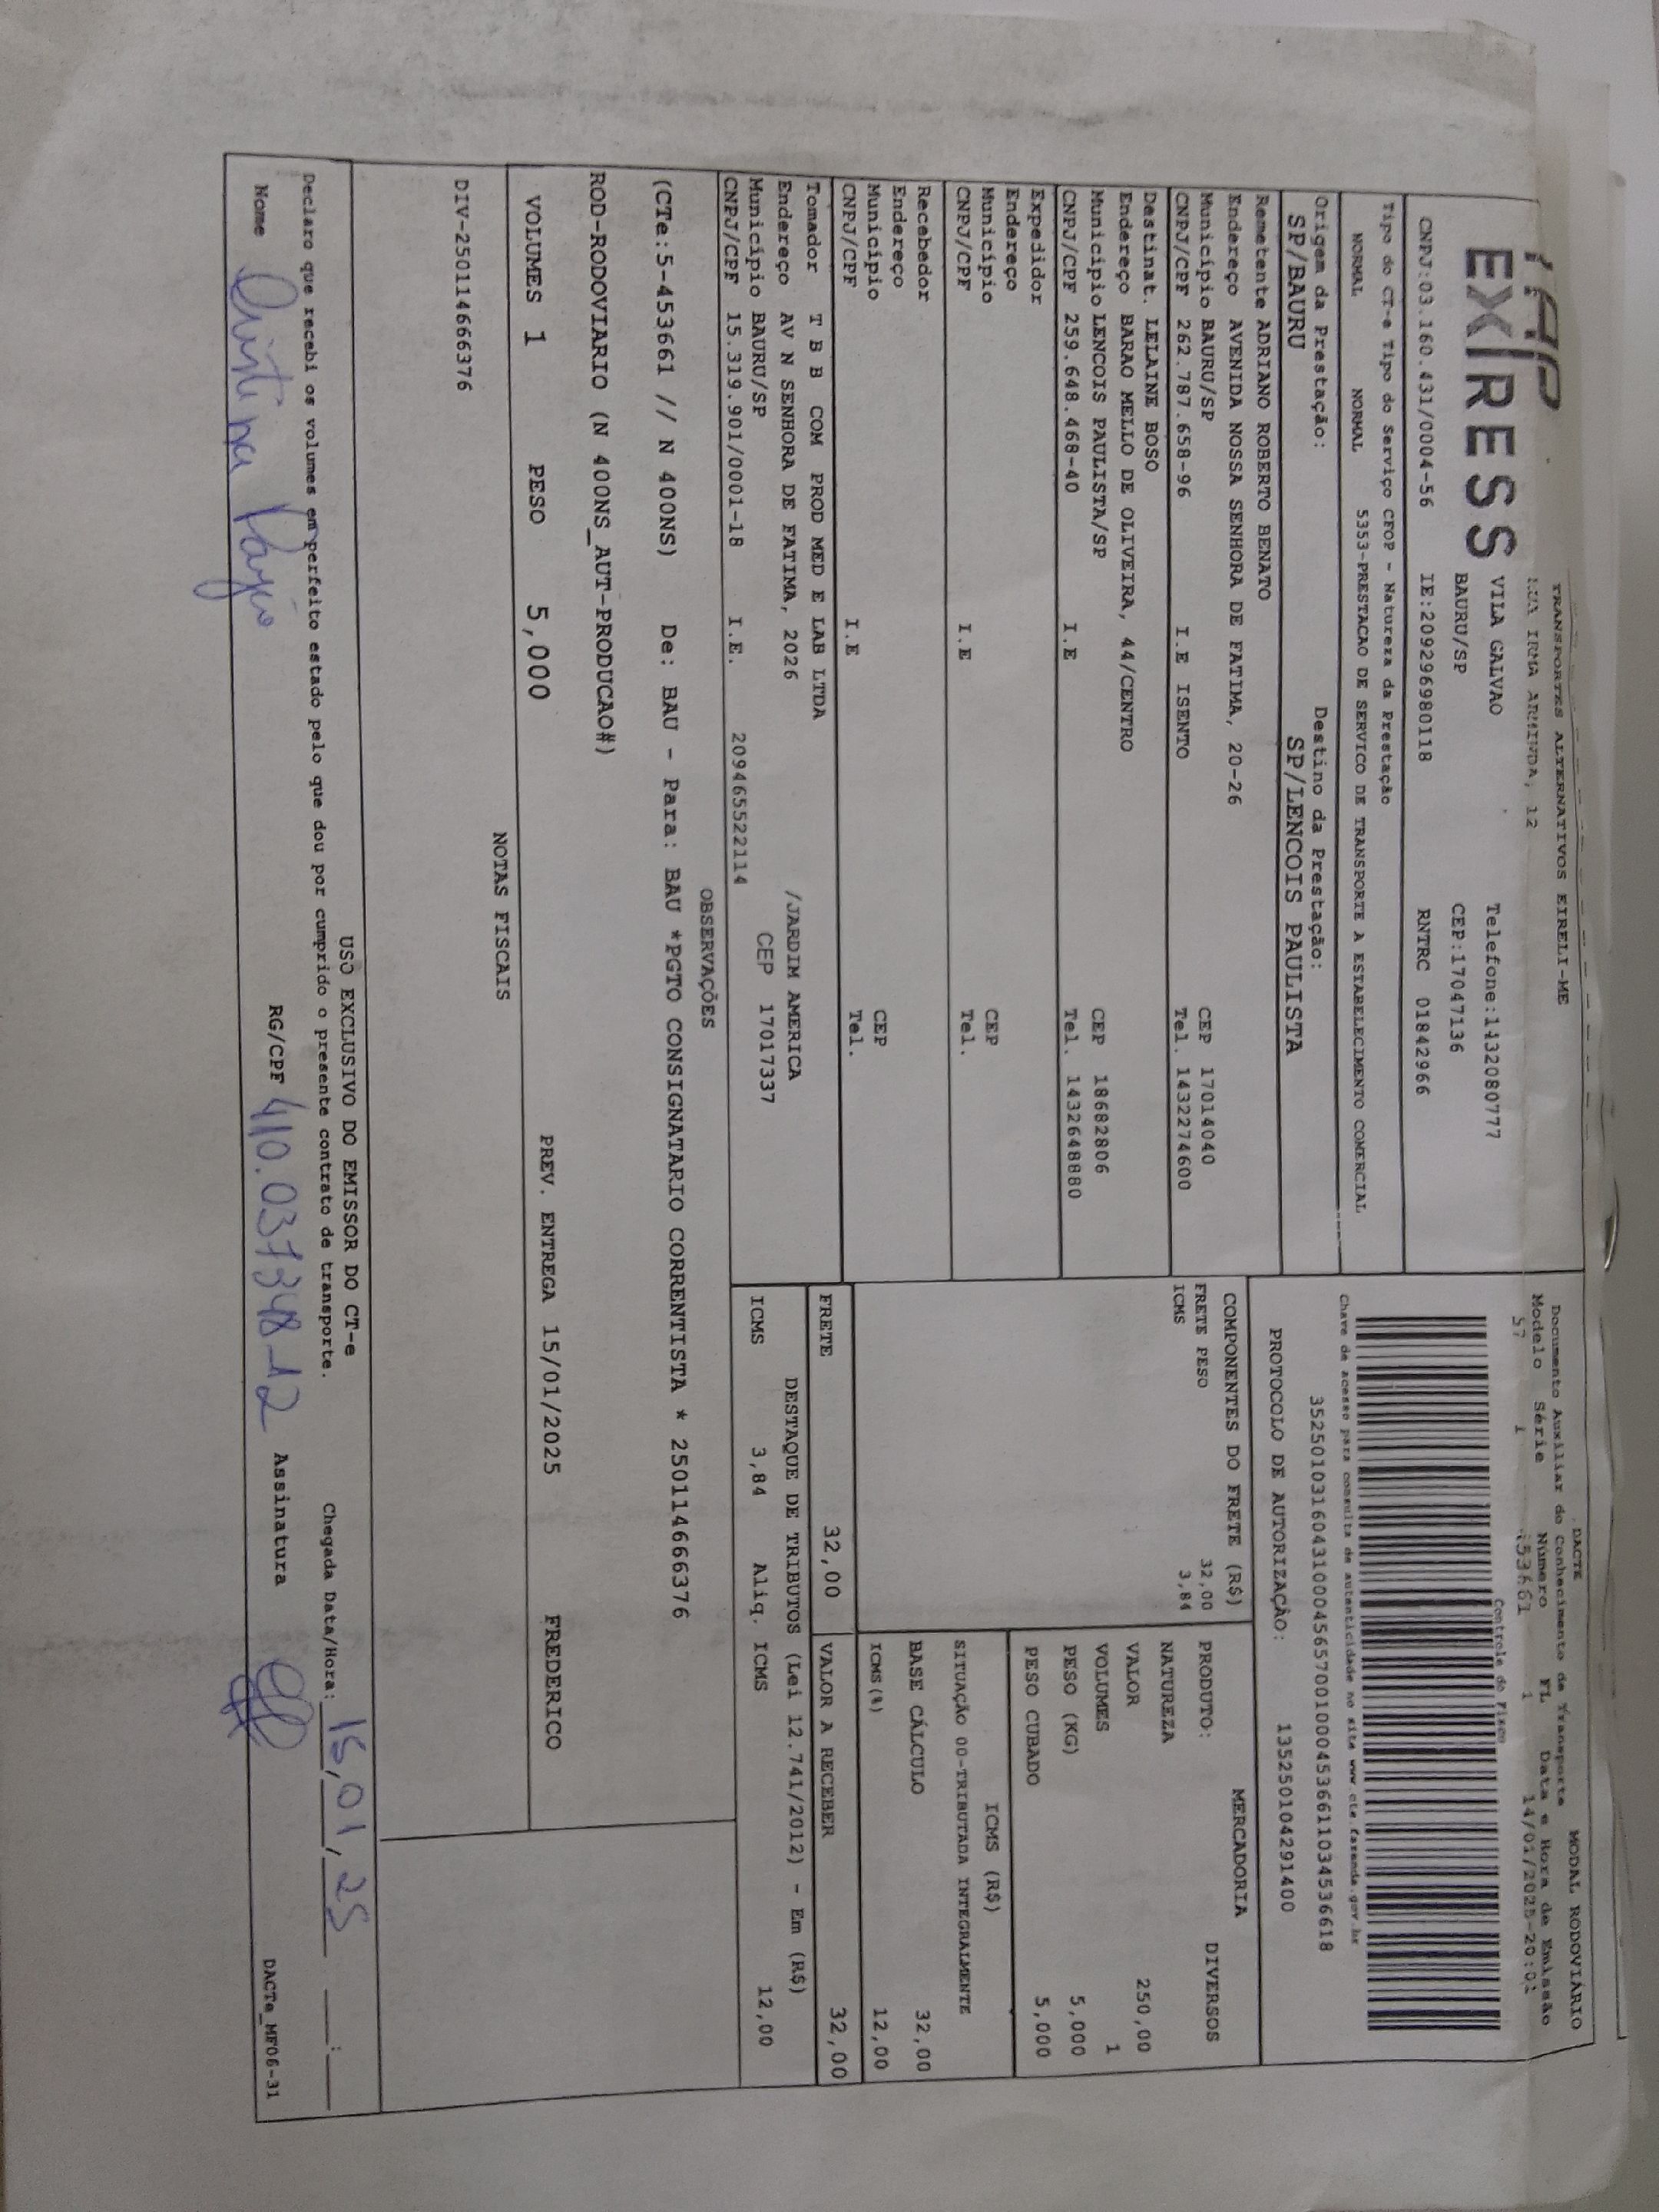 TAP
EXPRESS
TRANSPORTES ALTERNATIVOS EIRELI-ME
RUA IRMA ARMINDA, 12
VILA GALVAO Telefone:1432080777
BAURU/SP CEP:17047136
CNPJ:03.160.431/0004-56 IE:209296980118 RNTRC 01842966
DACTE MODAL RODOVIÁRIO
Documento Auxiliar do Conhecimento de Transporte
Modelo Série Número FL Data e Hora de Emissão
57 1 453661 1 14/01/2025-20:01
Controle do Fisco
Tipo do CT-e Tipo do Serviço CFOP - Natureza da Prestação
NORMAL NORMAL 5353-PRESTACAO DE SERVICO DE TRANSPORTE A ESTABELECIMENTO COMERCIAL
Chave de acesso para consulta de autenticidade no site www.cte.fazenda.gov.br
35250103160431000456570010004536611034536618
Origem da Prestação: Destino da Prestação:
SP/BAURU SP/LENCOIS PAULISTA
PROTOCOLO DE AUTORIZAÇÃO: 135250104291400
Remetente ADRIANO ROBERTO BENATO
Endereço AVENIDA NOSSA SENHORA DE FATIMA, 20-26
Município BAURU/SP CEP 17014040
CNPJ/CPF 262.787.658-96 I.E ISENTO Tel. 1432274600
Destinat. LELAINE BOSO
Endereço BARAO MELLO DE OLIVEIRA, 44/CENTRO
Municipio LENCOIS PAULISTA/SP CEP 18682806
CNPJ/CPF 259.648.468-40 I.E Tel. 1432648880
Expedidor
Endereço
Município CEP
CNPJ/CPF I.E Tel.
Recebedor
Endereço
Município CEP
CNPJ/CPF I.E Tel.
Tomador T B B COM PROD MED E LAB LTDA
Endereço AV N SENHORA DE FATIMA, 2026 /JARDIM AMERICA
Município BAURU/SP CEP 17017337
CNPJ/CPF 15.319.901/0001-18 I.E. 209465522114
COMPONENTES DO FRETE (R$)
FRETE PESO 32,00
ICMS 3,84
MERCADORIA
PRODUTO: DIVERSOS
NATUREZA
VALOR 250,00
VOLUMES 1
PESO (KG) 5,000
PESO CUBADO 5,000
ICMS (R$)
SITUAÇÃO 00-TRIBUTADA INTEGRALMENTE
BASE CÁLCULO 32,00
ICMS (%) 12,00
FRETE 32,00 VALOR A RECEBER 32,00
DESTAQUE DE TRIBUTOS (Lei 12.741/2012) - Em (R$)
ICMS 3,84 Aliq. ICMS 12,00
OBSERVAÇÕES
(CTe:5-453661 // N 400NS) De: BAU - Para: BAU *PGTO CONSIGNATARIO CORRENTISTA * 250114666376
ROD-RODOVIARIO (N 400NS_AUT-PRODUCAO#)
VOLUMES 1 PESO 5,000 PREV. ENTREGA 15/01/2025 FREDERICO
NOTAS FISCAIS
DIV-250114666376
USO EXCLUSIVO DO EMISSOR DO CT-e
Declaro que recebi os volumes em perfeito estado pelo que dou por cumprido o presente contrato de transporte. Chegada Data/Hora: 15/01/25 :
Nome Cristina RG/CPF 410.037348-12 Assinatura DACTe_MF06-31